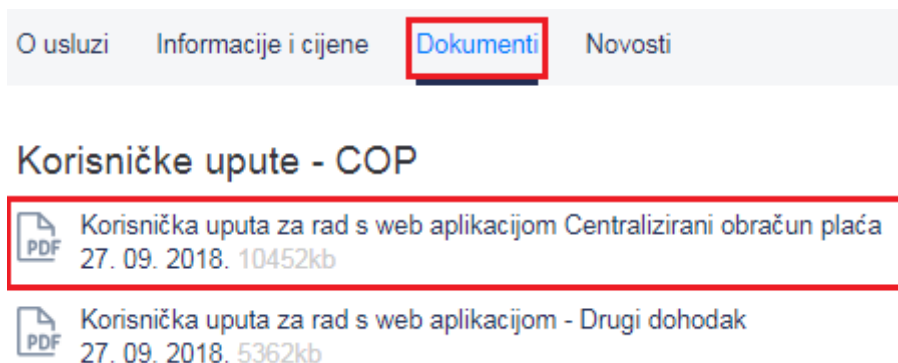 O usluzi Informacije i cijene Dokumenti Novosti
Korisničke upute - COP
PDF Korisnička uputa za rad s web aplikacijom Centralizirani obračun plaća
27. 09. 2018. 10452kb
PDF Korisnička uputa za rad s web aplikacijom - Drugi dohodak
27. 09. 2018. 5362kb